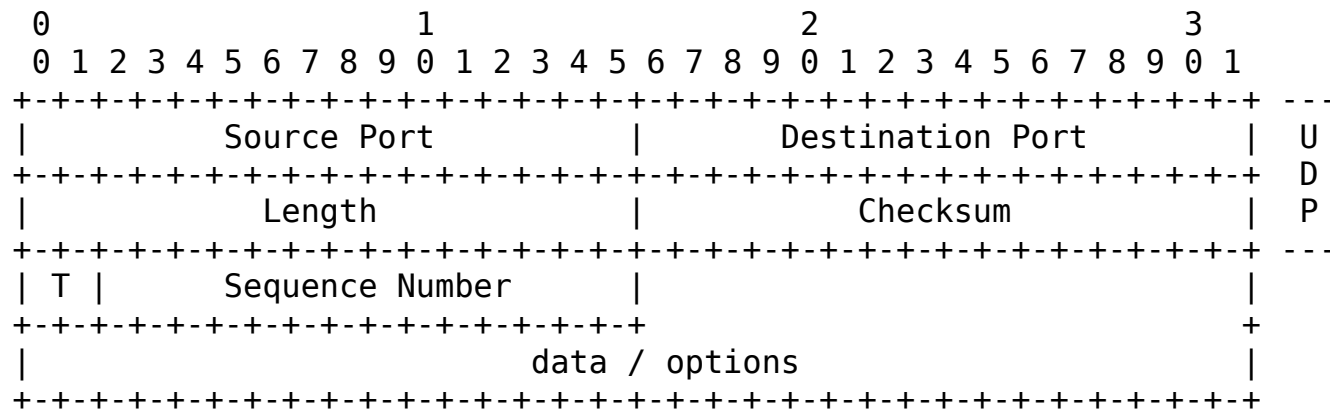 0                   1                   2                   3
 0 1 2 3 4 5 6 7 8 9 0 1 2 3 4 5 6 7 8 9 0 1 2 3 4 5 6 7 8 9 0 1
+-+-+-+-+-+-+-+-+-+-+-+-+-+-+-+-+-+-+-+-+-+-+-+-+-+-+-+-+-+-+-+-+ ---
|          Source Port          |       Destination Port        |  U
+-+-+-+-+-+-+-+-+-+-+-+-+-+-+-+-+-+-+-+-+-+-+-+-+-+-+-+-+-+-+-+-+  D
|            Length             |           Checksum            |  P
+-+-+-+-+-+-+-+-+-+-+-+-+-+-+-+-+-+-+-+-+-+-+-+-+-+-+-+-+-+-+-+-+ ---
| T |      Sequence Number      |                               |
+-+-+-+-+-+-+-+-+-+-+-+-+-+-+-+-+                               +
|                          data / options                       |
+-+-+-+-+-+-+-+-+-+-+-+-+-+-+-+-+-+-+-+-+-+-+-+-+-+-+-+-+-+-+-+-+